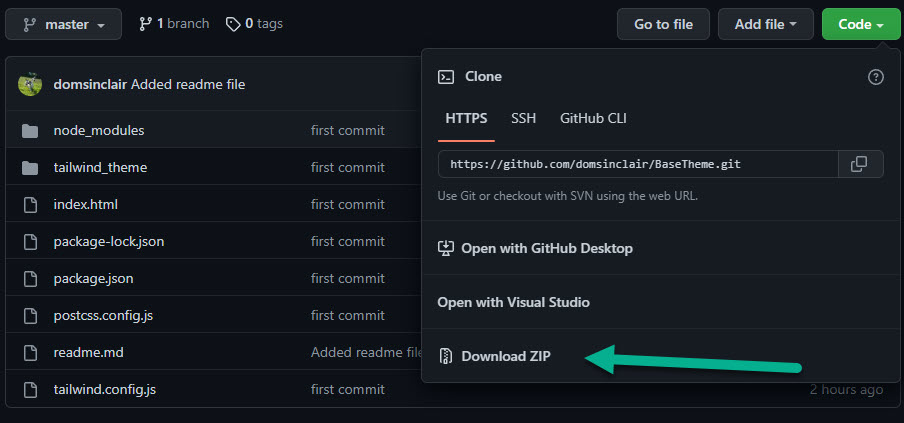 master
1 branch
0 tags
Go to file
Add file
Code
domsinclair Added readme file
node_modules first commit
tailwind_theme first commit
index.html first commit
package-lock.json first commit
package.json first commit
postcss.config.js first commit
readme.md Added readme file
tailwind.config.js first commit
2 hours ago
Clone
HTTPS SSH GitHub CLI
https://github.com/domsinclair/BaseTheme.git
Use Git or checkout with SVN using the web URL.
Open with GitHub Desktop
Open with Visual Studio
Download ZIP